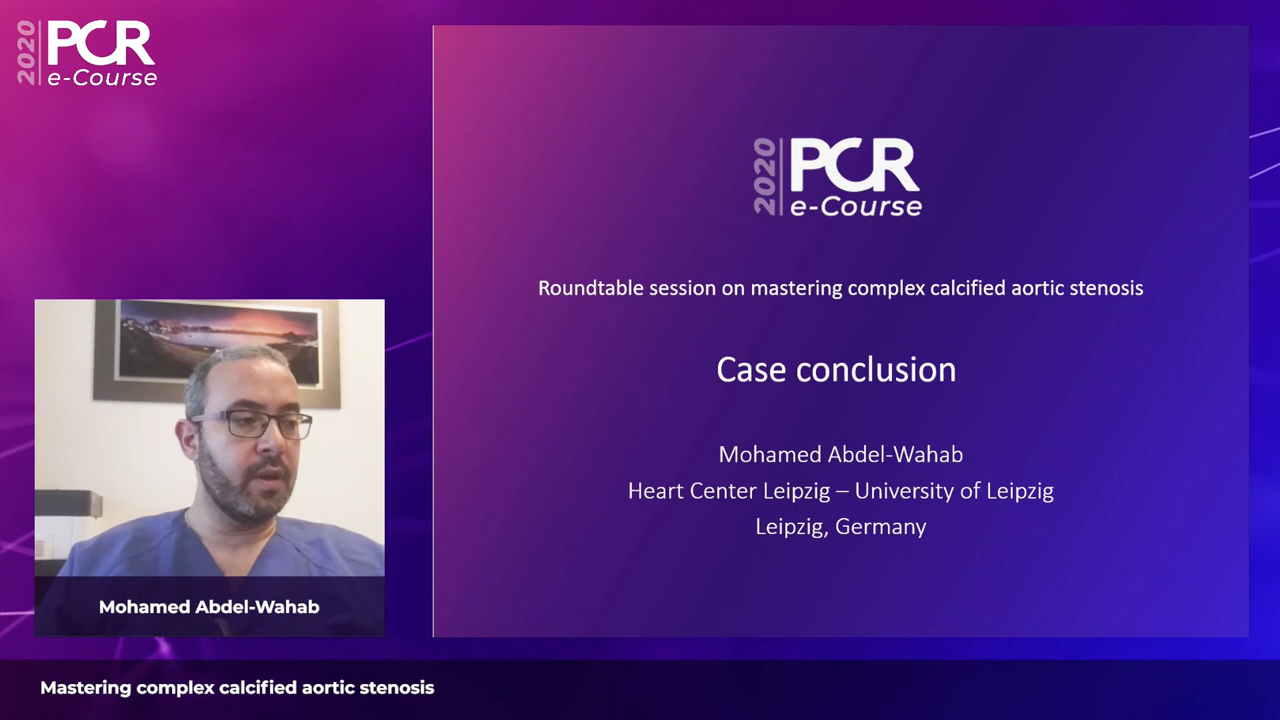 2020
PCR
e-Course
2020
PCR
e-Course
Roundtable session on mastering complex calcified aortic stenosis
Case conclusion
Mohamed Abdel-Wahab
Heart Center Leipzig – University of Leipzig
Leipzig, Germany
Mohamed Abdel-Wahab
Mastering complex calcified aortic stenosis